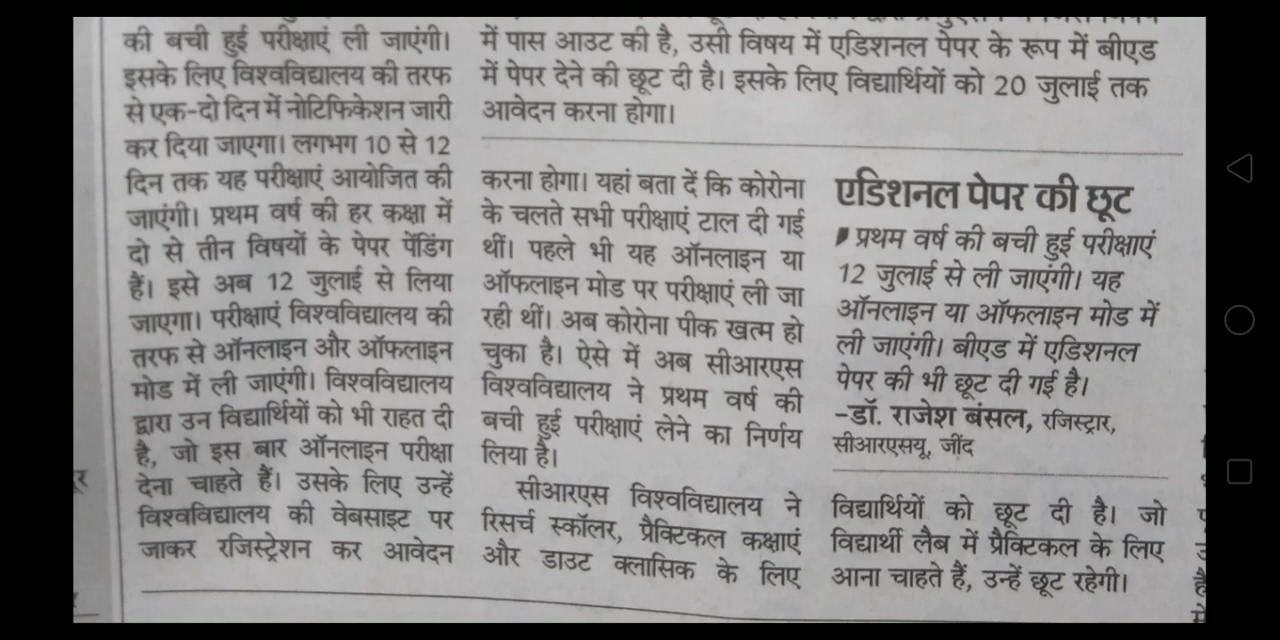 की बची हुई परीक्षाएं ली जाएंगी।
इसके लिए विश्वविद्यालय की तरफ
से एक-दो दिन में नोटिफिकेशन जारी
कर दिया जाएगा। लगभग 10 से 12
दिन तक यह परीक्षाएं आयोजित की
जाएंगी। प्रथम वर्ष की हर कक्षा में
दो से तीन विषयों के पेपर पेंडिंग
हैं। इसे अब 12 जुलाई से लिया
जाएगा। परीक्षाएं विश्वविद्यालय की
तरफ से ऑनलाइन और ऑफलाइन
मोड में ली जाएंगी। विश्वविद्यालय
द्वारा उन विद्यार्थियों को भी राहत दी
है, जो इस बार ऑनलाइन परीक्षा
देना चाहते हैं। उसके लिए उन्हें
विश्वविद्यालय की वेबसाइट पर
जाकर रजिस्ट्रेशन कर आवेदन
में पास आउट की है, उसी विषय में एडिशनल पेपर के रूप में बीएड
में पेपर देने की छूट दी है। इसके लिए विद्यार्थियों को 20 जुलाई तक
आवेदन करना होगा।
करना होगा। यहां बता दें कि कोरोना
के चलते सभी परीक्षाएं टाल दी गई
थीं। पहले भी यह ऑनलाइन या
ऑफलाइन मोड पर परीक्षाएं ली जा
रही थीं। अब कोरोना पीक खत्म हो
चुका है। ऐसे में अब सीआरएस
विश्वविद्यालय ने प्रथम वर्ष की
बची हुई परीक्षाएं लेने का निर्णय
लिया है।
सीआरएस विश्वविद्यालय ने
रिसर्च स्कॉलर, प्रैक्टिकल कक्षाएं
और डाउट क्लासिक के लिए
एडिशनल पेपर की छूट
प्रथम वर्ष की बची हुई परीक्षाएं
12 जुलाई से ली जाएंगी। यह
ऑनलाइन या ऑफलाइन मोड में
ली जाएंगी। बीएड में एडिशनल
पेपर की भी छूट दी गई है।
-डॉ. राजेश बंसल, रजिस्ट्रार,
सीआरएसयू, जींद
विद्यार्थियों को छूट दी है। जो
विद्यार्थी लैब में प्रैक्टिकल के लिए
आना चाहते हैं, उन्हें छूट रहेगी।